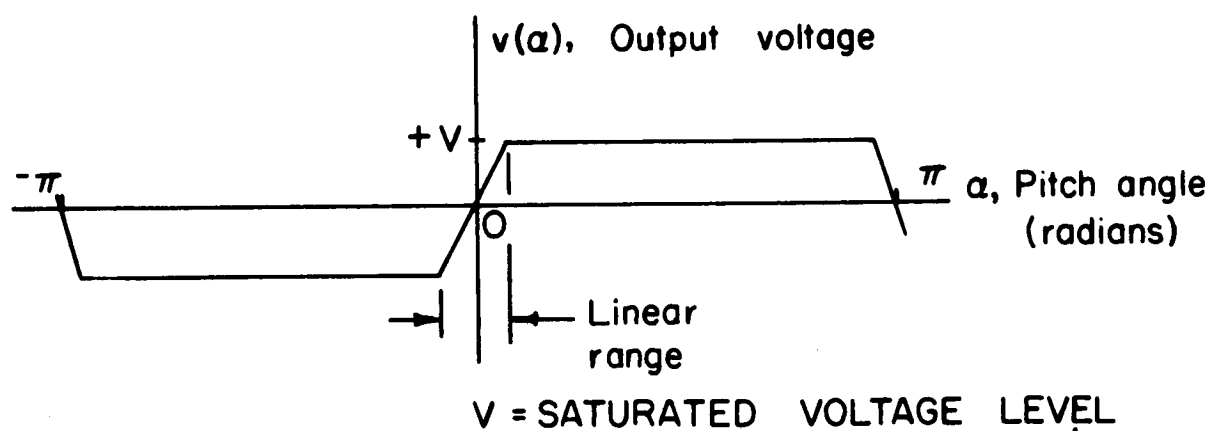 v(α), Output voltage
+V
-π
π
α, Pitch angle
(radians)
O
Linear
range
V = SATURATED VOLTAGE LEVEL